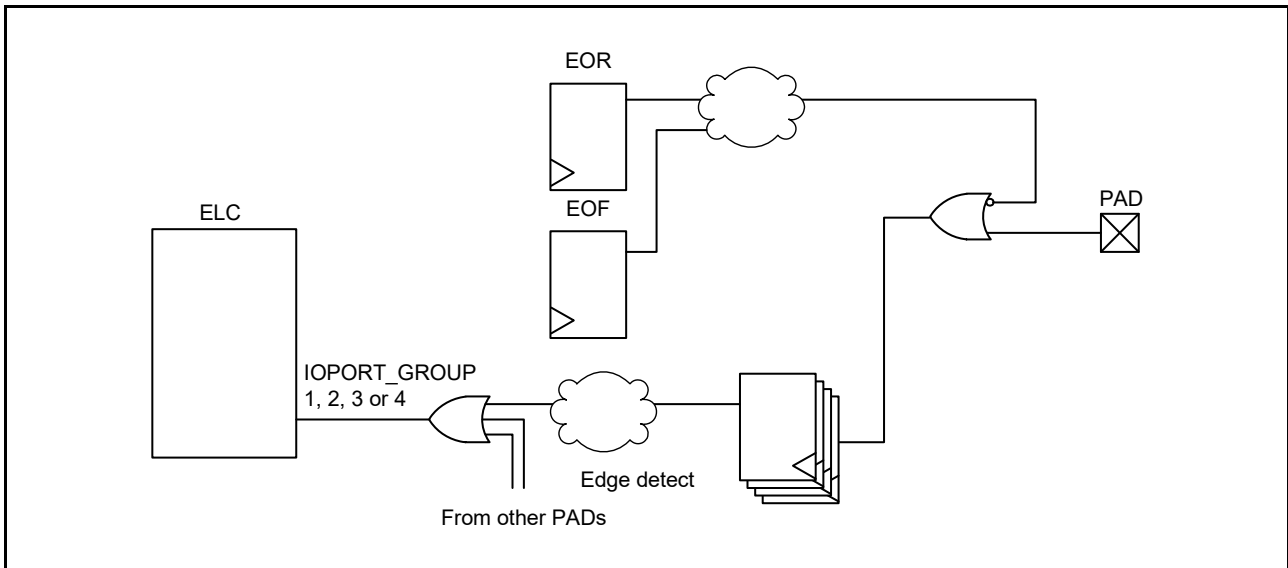 EOR
EOF
PAD
ELC
IOPORT_GROUP
1, 2, 3 or 4
Edge detect
From other PADs